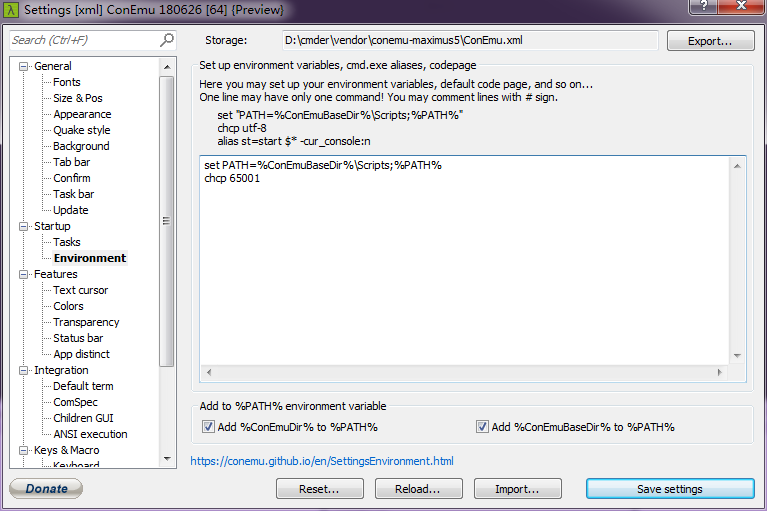 Settings [xml] ConEmu 180626 [64] {Preview}
Search (Ctrl+F)
Storage:
D:\cmder\vendor\conemu-maximus5\ConEmu.xml
Export...
General
Fonts
Size & Pos
Appearance
Quake style
Background
Tab bar
Confirm
Task bar
Update
Startup
Tasks
Environment
Features
Text cursor
Colors
Transparency
Status bar
App distinct
Integration
Default term
ComSpec
Children GUI
ANSI execution
Keys & Macro
Keyboard
Set up environment variables, cmd.exe aliases, codepage
Here you may set up your environment variables, default code page, and so on...
One line may have only one command! You may comment lines with # sign.
set "PATH=%ConEmuBaseDir%\Scripts;%PATH%"
chcp utf-8
alias st=start $* -cur_console:n
set PATH=%ConEmuBaseDir%\Scripts;%PATH%
chcp 65001
Add to %PATH% environment variable
Add %ConEmuDir% to %PATH%
Add %ConEmuBaseDir% to %PATH%
https://conemu.github.io/en/SettingsEnvironment.html
Donate
Reset...
Reload...
Import...
Save settings